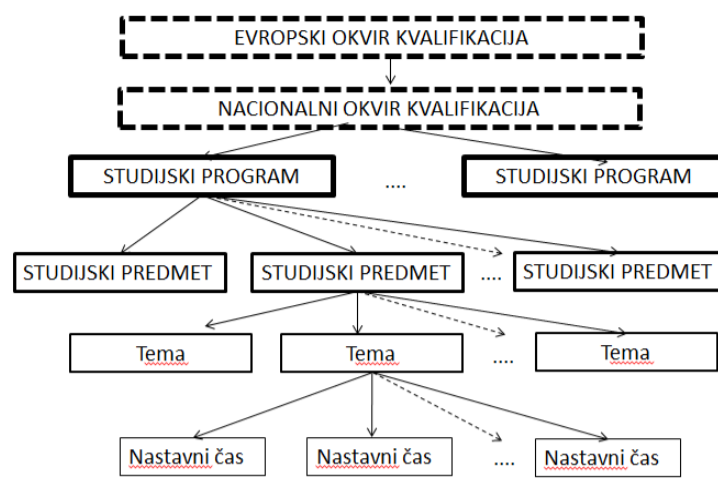 EVROPSKI OKVIR KVALIFIKACIJA
NACIONALNI OKVIR KVALIFIKACIJA
STUDIJSKI PROGRAM .... STUDIJSKI PROGRAM
STUDIJSKI PREDMET STUDIJSKI PREDMET .... STUDIJSKI PREDMET
Tema Tema .... Tema
Nastavni čas Nastavni čas .... Nastavni čas